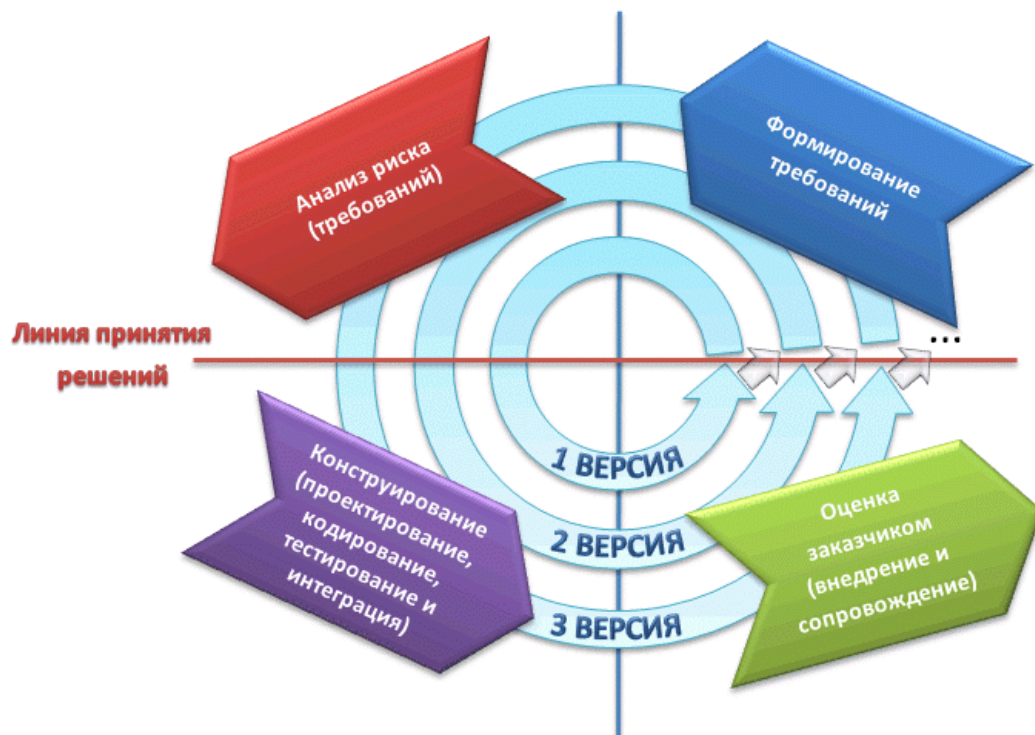 Анализ риска
(требований)
Формирование
требований
Линия принятия
решений
...
Конструирование
(проектирование,
кодирование,
тестирование и
интеграция)
1 ВЕРСИЯ
2 ВЕРСИЯ
3 ВЕРСИЯ
Оценка
заказчиком
(внедрение и
сопровождение)